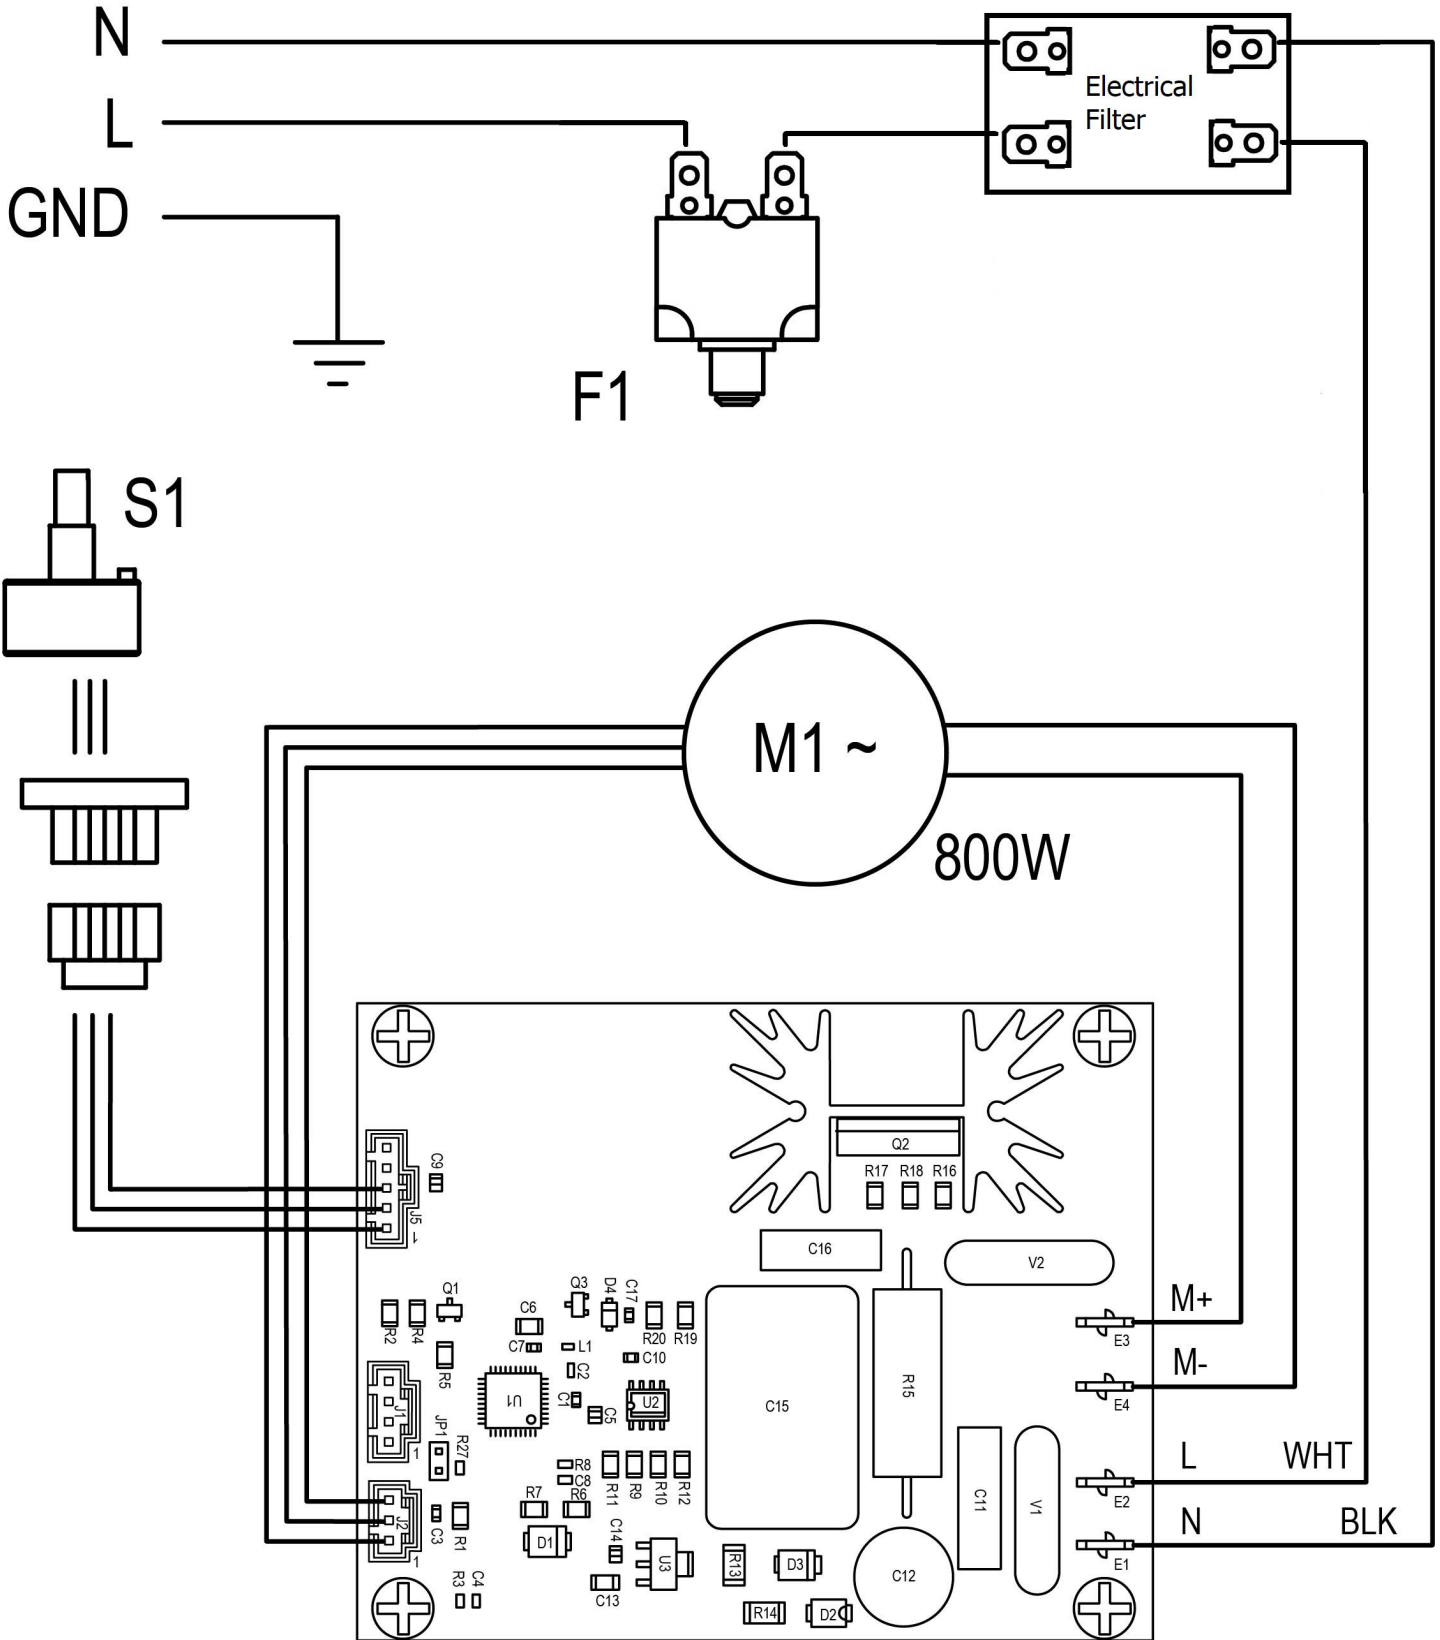 N
L
GND
Electrical
Filter
F1
S1
M1 ~
800W
Q2
R17 R18 R16
C9
J5
1
C16
V2
Q1
Q3
D4
C17
C6
R2
R4
R20 R19
M+
E3
C7
L1
C10
C2
R5
M-
E4
U1
C1
C5
U2
C15
R15
J1
1
JP1
R27
R8
C8
R11
R9
R10
R12
L WHT
E2
R7
R6
C11
V1
N BLK
E1
J2
1
C3
R1
D1
C14
U3
R13
D3
C12
R3
C4
C13
R14
D2